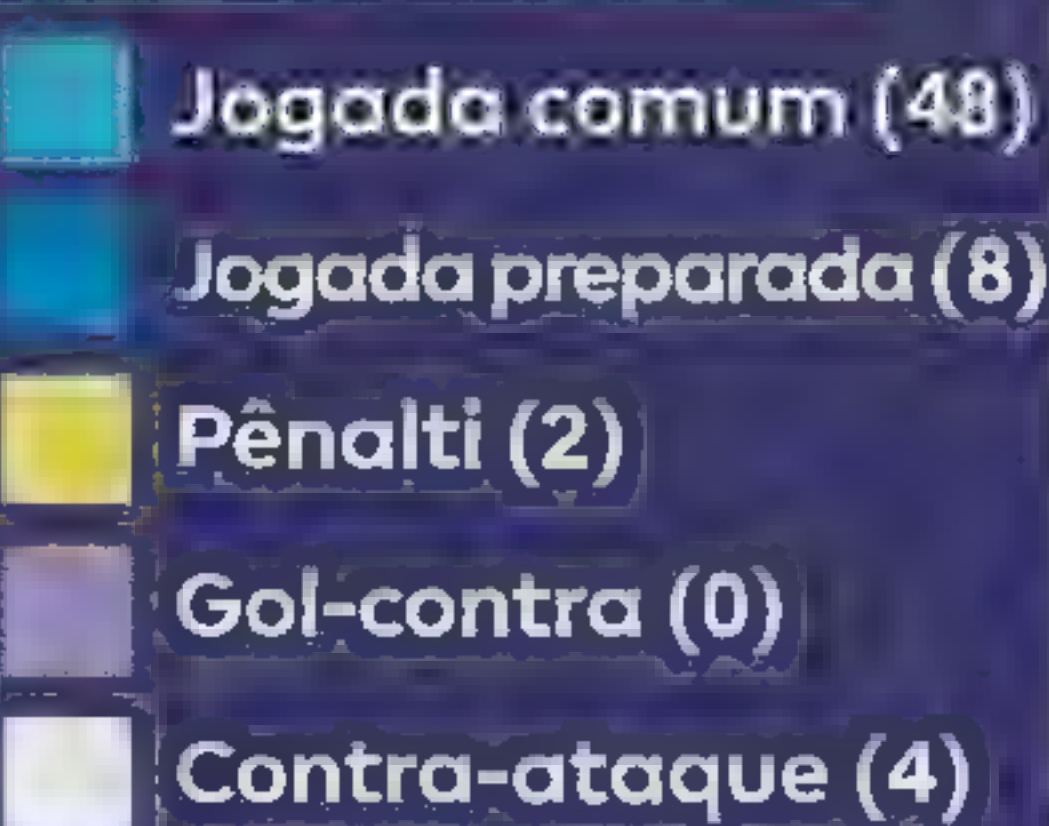 Jogada comum (48)
Jogada preparada (8)
Pênalti (2)
Gol-contra (0)
Contra-ataque (4)